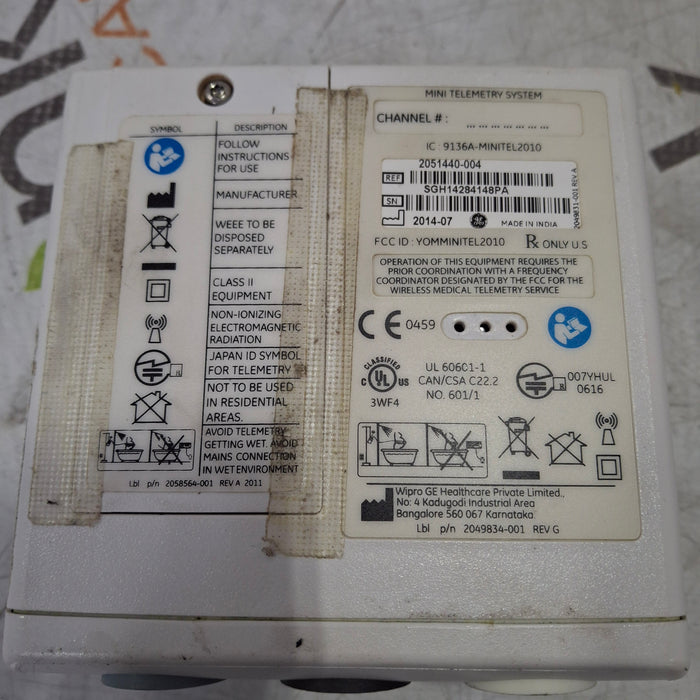 SYMBOL DESCRIPTION
FOLLOW
INSTRUCTIONS
FOR USE
MANUFACTURER
WEEE TO BE
DISPOSED
SEPARATELY
CLASS II
EQUIPMENT
NON-IONIZING
ELECTROMAGNETIC
RADIATION
JAPAN ID SYMBOL
FOR TELEMETRY
R
NOT TO BE USED
IN RESIDENTIAL
AREAS.
AVOID TELEMETRY
GETTING WET. AVOID
MAINS CONNECTION
IN WET ENVIRONMENT
Lbl p/n 2058564-001 REV A 2011
MINI TELEMETRY SYSTEM
CHANNEL # : ... ... ... ... ... ... ...
IC : 9136A-MINITEL2010
2051440-004
REF
SGH14284148PA
SN
2014-07 GE MADE IN INDIA
2049831-001 REV A
FCC ID : YOMMINITEL2010 Rx ONLY U.S
OPERATION OF THIS EQUIPMENT REQUIRES THE
PRIOR COORDINATION WITH A FREQUENCY
COORDINATOR DESIGNATED BY THE FCC FOR THE
WIRELESS MEDICAL TELEMETRY SERVICE
CE 0459
CLASSIFIED
C UL US
3WF4
UL 60601-1
CAN/CSA C22.2
NO. 601/1
R
007YHUL
0616
Wipro GE Healthcare Private Limited.,
No: 4 Kadugodi Industrial Area
Bangalore 560 067 Karnataka.
Lbl p/n 2049834-001 REV G